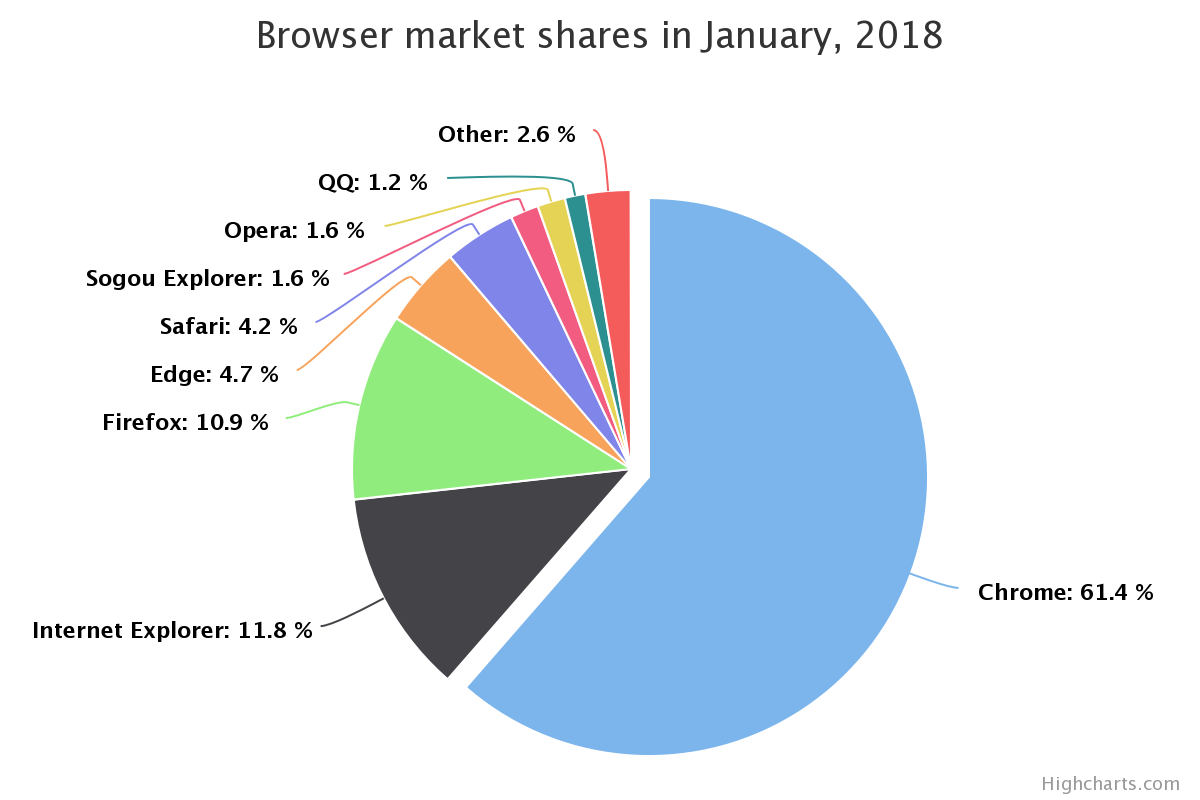 Browser market shares in January, 2018
Other: 2.6 %
QQ: 1.2 %
Opera: 1.6 %
Sogou Explorer: 1.6 %
Safari: 4.2 %
Edge: 4.7 %
Firefox: 10.9 %
Internet Explorer: 11.8 %
Chrome: 61.4 %
Highcharts.com